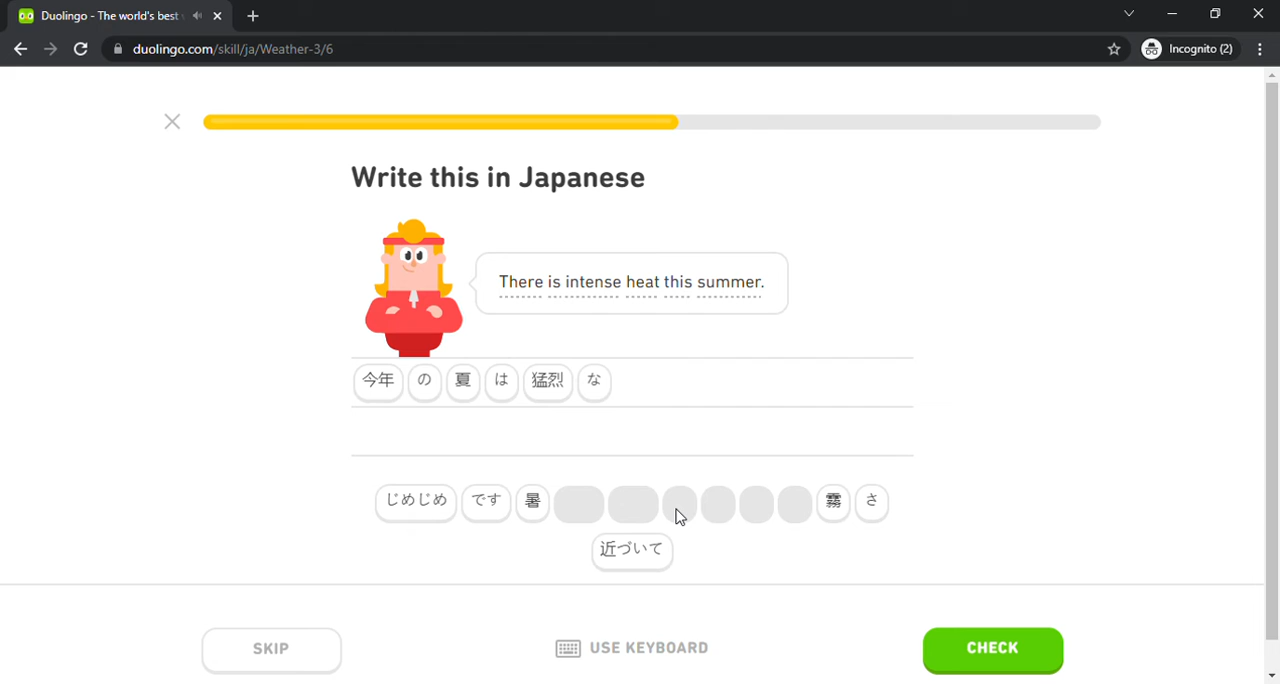 Duolingo - The world's best
duolingo.com/skill/ja/Weather-3/6
Incognito (2)
Write this in Japanese
There is intense heat this summer.
今年 の 夏 は 猛烈 な
じめじめ です 暑 霧 さ
近づいて
SKIP
USE KEYBOARD
CHECK